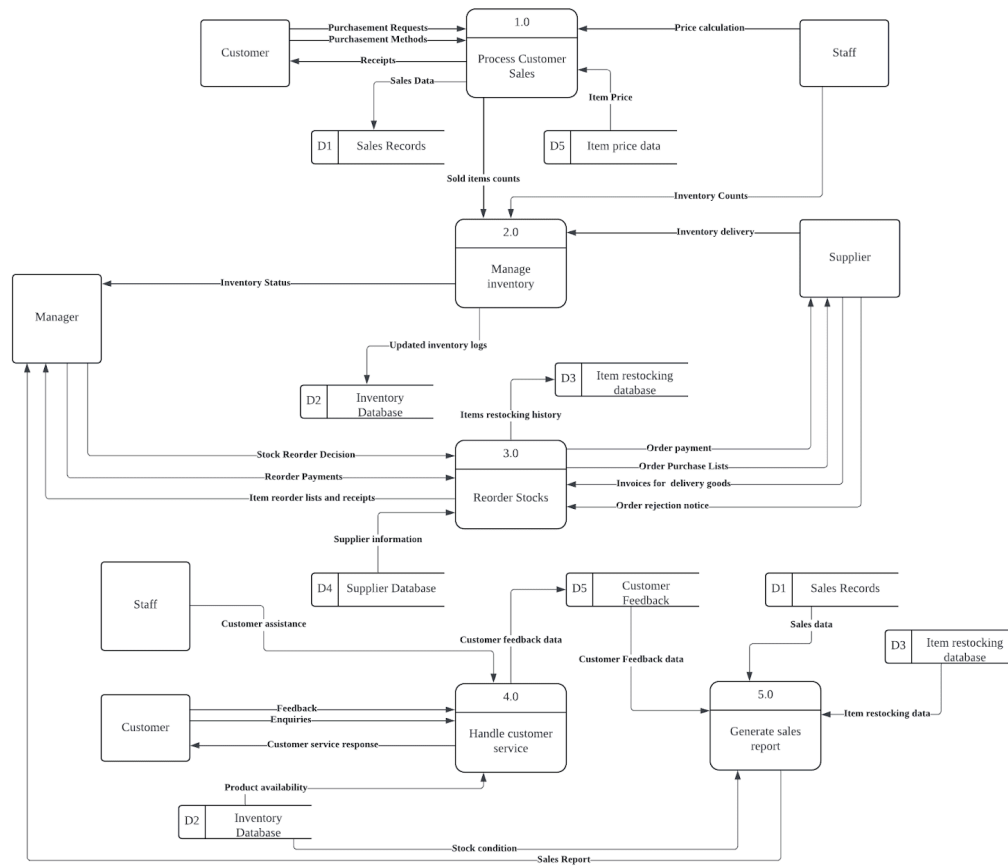 1.0
Purchasement Requests
Price calculation
Purchasement Methods
Customer
Staff
Process Customer
Sales
Receipts
Sales Data
Item Price
D1
Sales Records
D5
Item price data
Sold items counts
Inventory Counts
2.0
Inventory delivery
Supplier
Manage
inventory
Inventory Status
Manager
Updated inventory logs
D3
Item restocking
database
D2
Inventory
Database
Items restocking history
Order payment
3.0
Stock Reorder Decision
Order Purchase Lists
Reorder Payments
Invoices for delivery goods
Item reorder lists and receipts
Reorder Stocks
Order rejection notice
Supplier information
D4
Supplier Database
D5
Customer
Feedback
D1
Sales Records
Staff
Customer assistance
Sales data
Customer feedback data
D3
Item restocking
database
Customer Feedback data
4.0
5.0
Feedback
Enquiries
Item restocking data
Customer
Handle customer
service
Generate sales
report
Customer service response
Product availability
D2
Inventory
Database
Stock condition
Sales Report